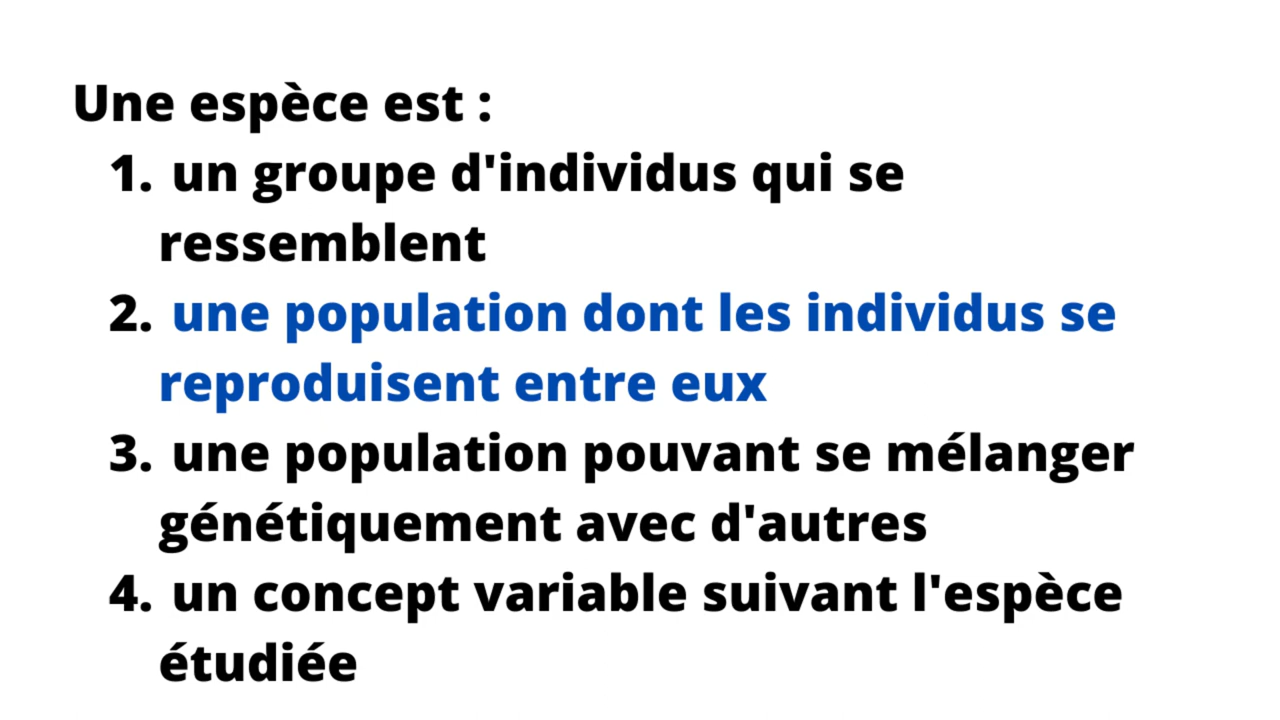 Une espèce est :
1. un groupe d'individus qui se
ressemblent
2. une population dont les individus se
reproduisent entre eux
3. une population pouvant se mélanger
génétiquement avec d'autres
4. un concept variable suivant l'espèce
étudiée